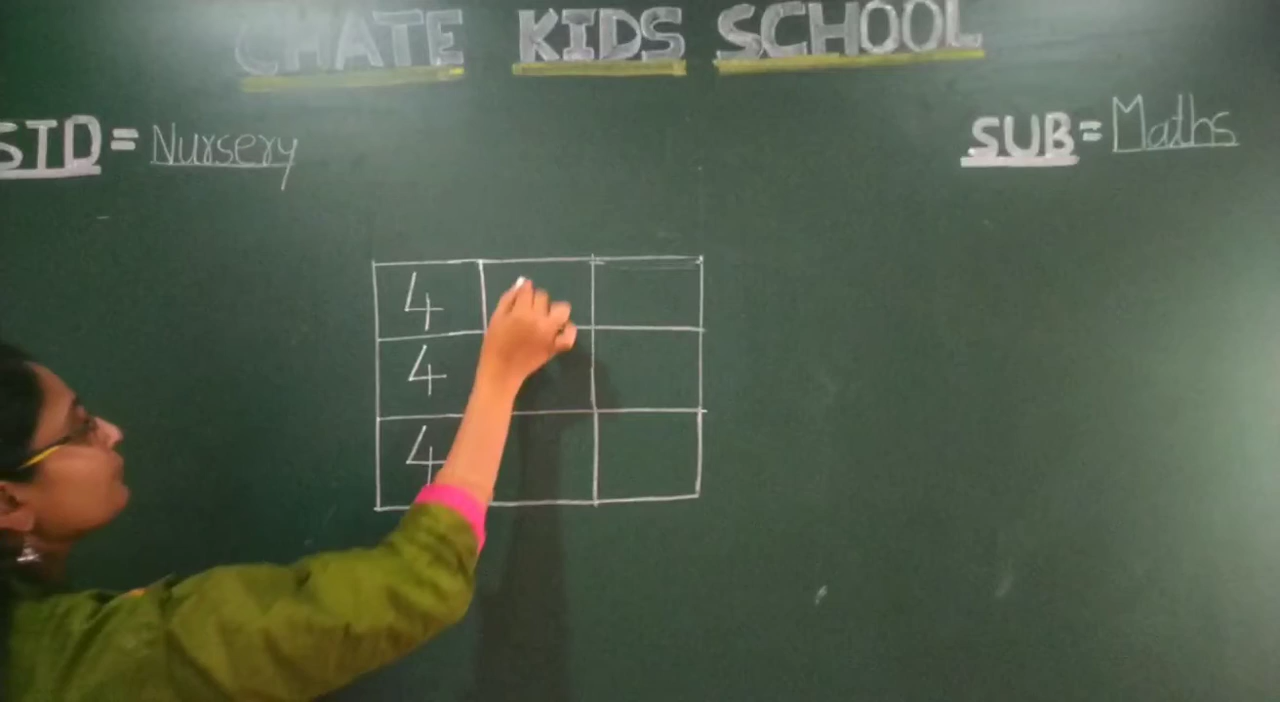 CHATE KIDS SCHOOL
STD = Nursery
SUB = Maths
4
4
4